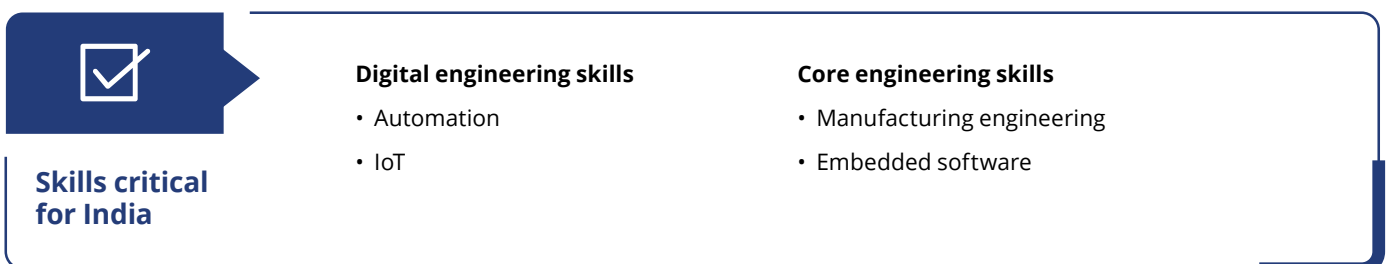 Skills critical
for India
Digital engineering skills
• Automation
• IoT
Core engineering skills
• Manufacturing engineering
• Embedded software